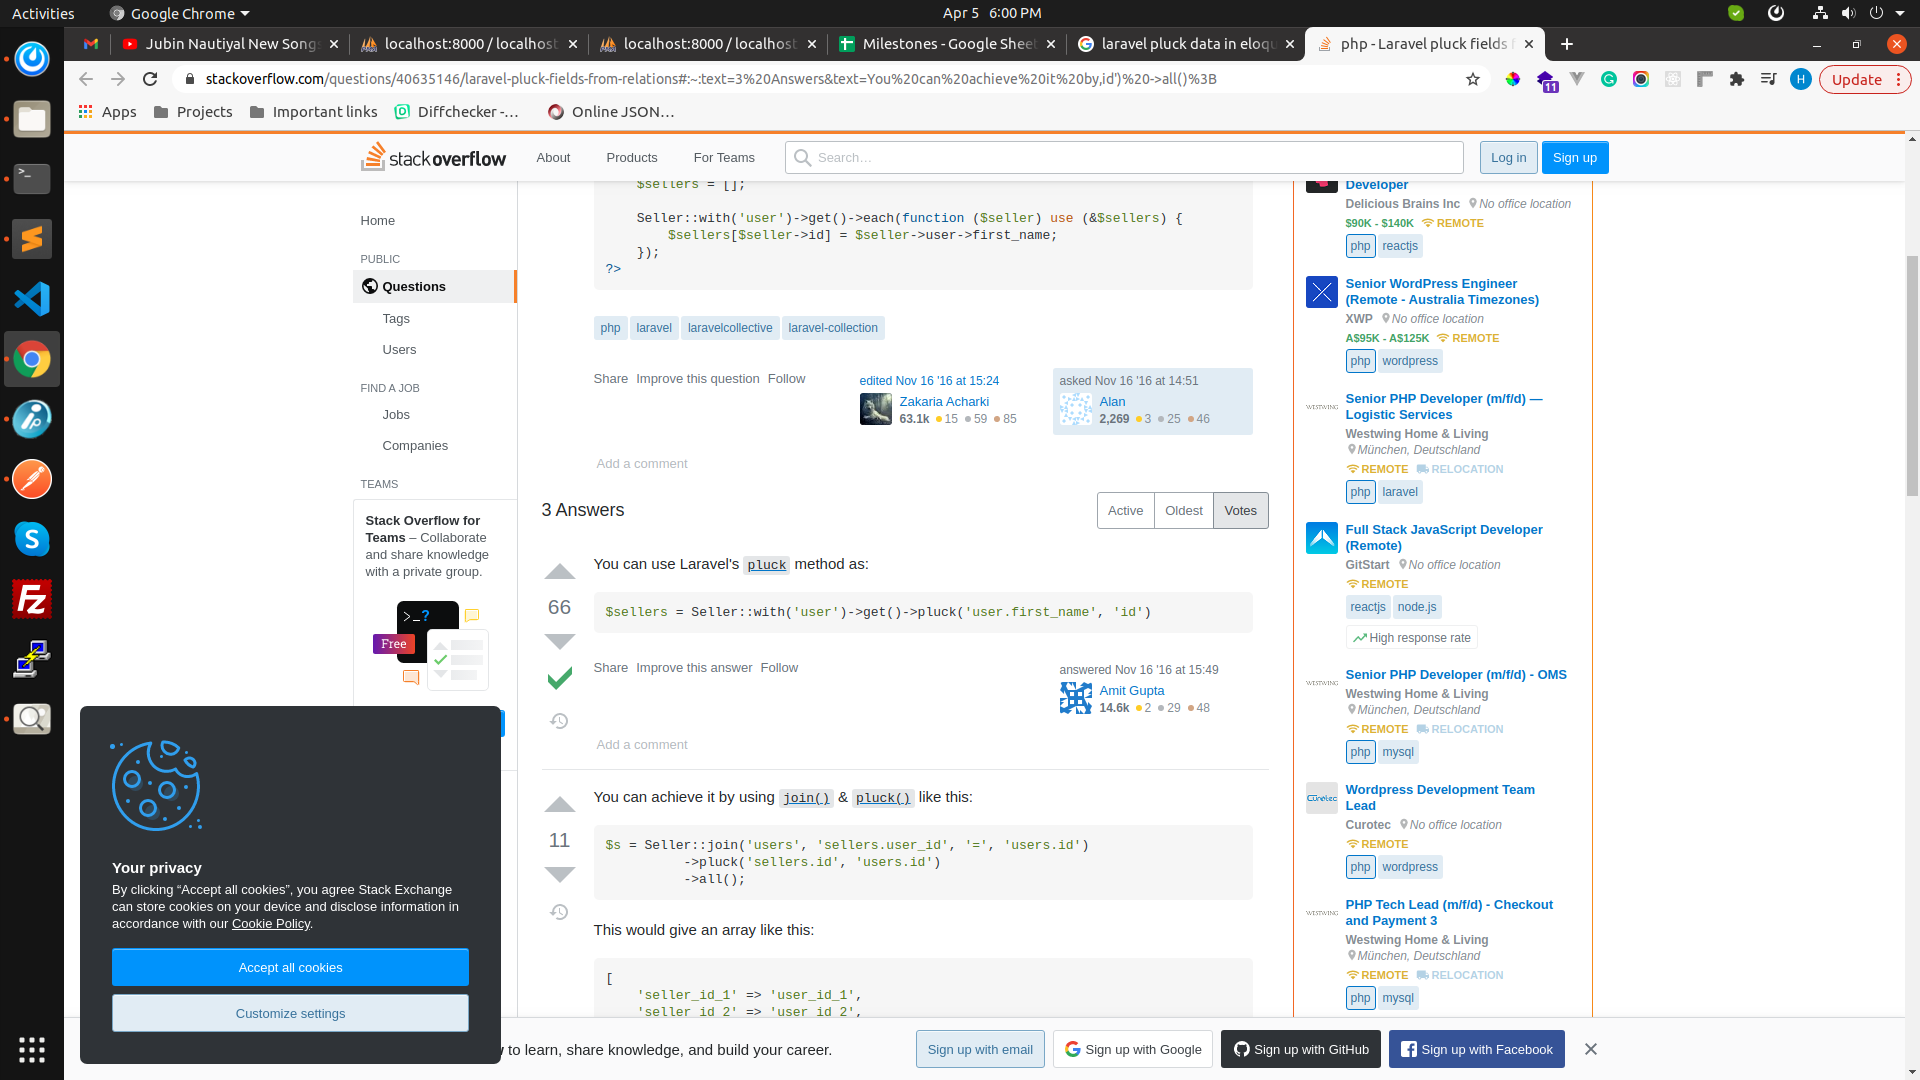 Activities
Google Chrome
Apr 5 6:00 PM
Jubin Nautiyal New Songs
localhost:8000 / localhost
localhost:8000 / localhost
Milestones - Google Sheet
laravel pluck data in eloqu
php - Laravel pluck fields f
stackoverflow.com/questions/40635146/laravel-pluck-fields-from-relations#:~:text=3%20Answers&text=You%20can%20achieve%20it%20by,id')%20->all()%3B
11
H
Update
Apps
Projects
Important links
Diffchecker -...
Online JSON...
stackoverflow
About
Products
For Teams
Search...
Log in
Sign up
Home
PUBLIC
Questions
Tags
Users
FIND A JOB
Jobs
Companies
TEAMS
Stack Overflow for
Teams – Collaborate
and share knowledge
with a private group.
>_?
Free
$sellers = [];
Seller::with('user')->get()->each(function ($seller) use (&$sellers) {
$sellers[$seller->id] = $seller->user->first_name;
});
?>
php
laravel
laravelcollective
laravel-collection
Share Improve this question Follow
edited Nov 16 '16 at 15:24
Zakaria Acharki
63.1k 15 59 85
asked Nov 16 '16 at 14:51
Alan
2,269 3 25 46
Add a comment
3 Answers
Active
Oldest
Votes
66
You can use Laravel's pluck method as:
$sellers = Seller::with('user')->get()->pluck('user.first_name', 'id')
Share Improve this answer Follow
answered Nov 16 '16 at 15:49
Amit Gupta
14.6k 2 29 48
Add a comment
11
You can achieve it by using join() & pluck() like this:
$s = Seller::join('users', 'sellers.user_id', '=', 'users.id')
->pluck('sellers.id', 'users.id')
->all();
This would give an array like this:
[
'seller_id_1' => 'user_id_1',
'seller_id_2' => 'user_id_2',
Developer
Delicious Brains Inc No office location
$90K - $140K REMOTE
php reactjs
Senior WordPress Engineer
(Remote - Australia Timezones)
XWP No office location
A$95K - A$125K REMOTE
php wordpress
WESTWING
Senior PHP Developer (m/f/d) —
Logistic Services
Westwing Home & Living
München, Deutschland
REMOTE RELOCATION
php laravel
Full Stack JavaScript Developer
(Remote)
GitStart No office location
REMOTE
reactjs node.js
High response rate
WESTWING
Senior PHP Developer (m/f/d) - OMS
Westwing Home & Living
München, Deutschland
REMOTE RELOCATION
php mysql
Curotec
Wordpress Development Team
Lead
Curotec No office location
REMOTE
php wordpress
WESTWING
PHP Tech Lead (m/f/d) - Checkout
and Payment 3
Westwing Home & Living
München, Deutschland
REMOTE RELOCATION
php mysql
Your privacy
By clicking “Accept all cookies”, you agree Stack Exchange
can store cookies on your device and disclose information in
accordance with our Cookie Policy.
Accept all cookies
Customize settings
to learn, share knowledge, and build your career.
Sign up with email
Sign up with Google
Sign up with GitHub
Sign up with Facebook